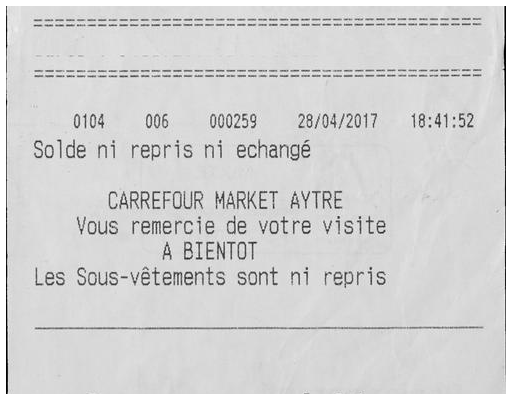 ==================================================
==================================================
0104 006 000259 28/04/2017 18:41:52
Solde ni repris ni echangé
CARREFOUR MARKET AYTRE
Vous remercie de votre visite
A BIENTOT
Les Sous-vêtements sont ni repris